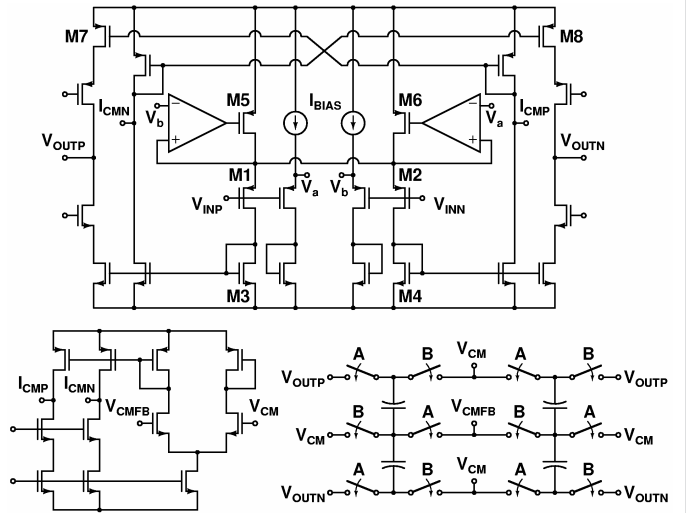 M7
M8
M5
I_BIAS
M6
I_CMN
V_b
−
+
−
+
V_a
I_CMP
V_OUTP
V_OUTN
M1
V_a
V_b
M2
V_INP
V_INN
M3
M4
I_CMP
I_CMN
V_CMFB
V_CM
A
B
V_CM
A
B
V_OUTP
V_OUTP
B
A
V_CMFB
B
A
V_CM
V_CM
A
B
V_CM
A
B
V_OUTN
V_OUTN